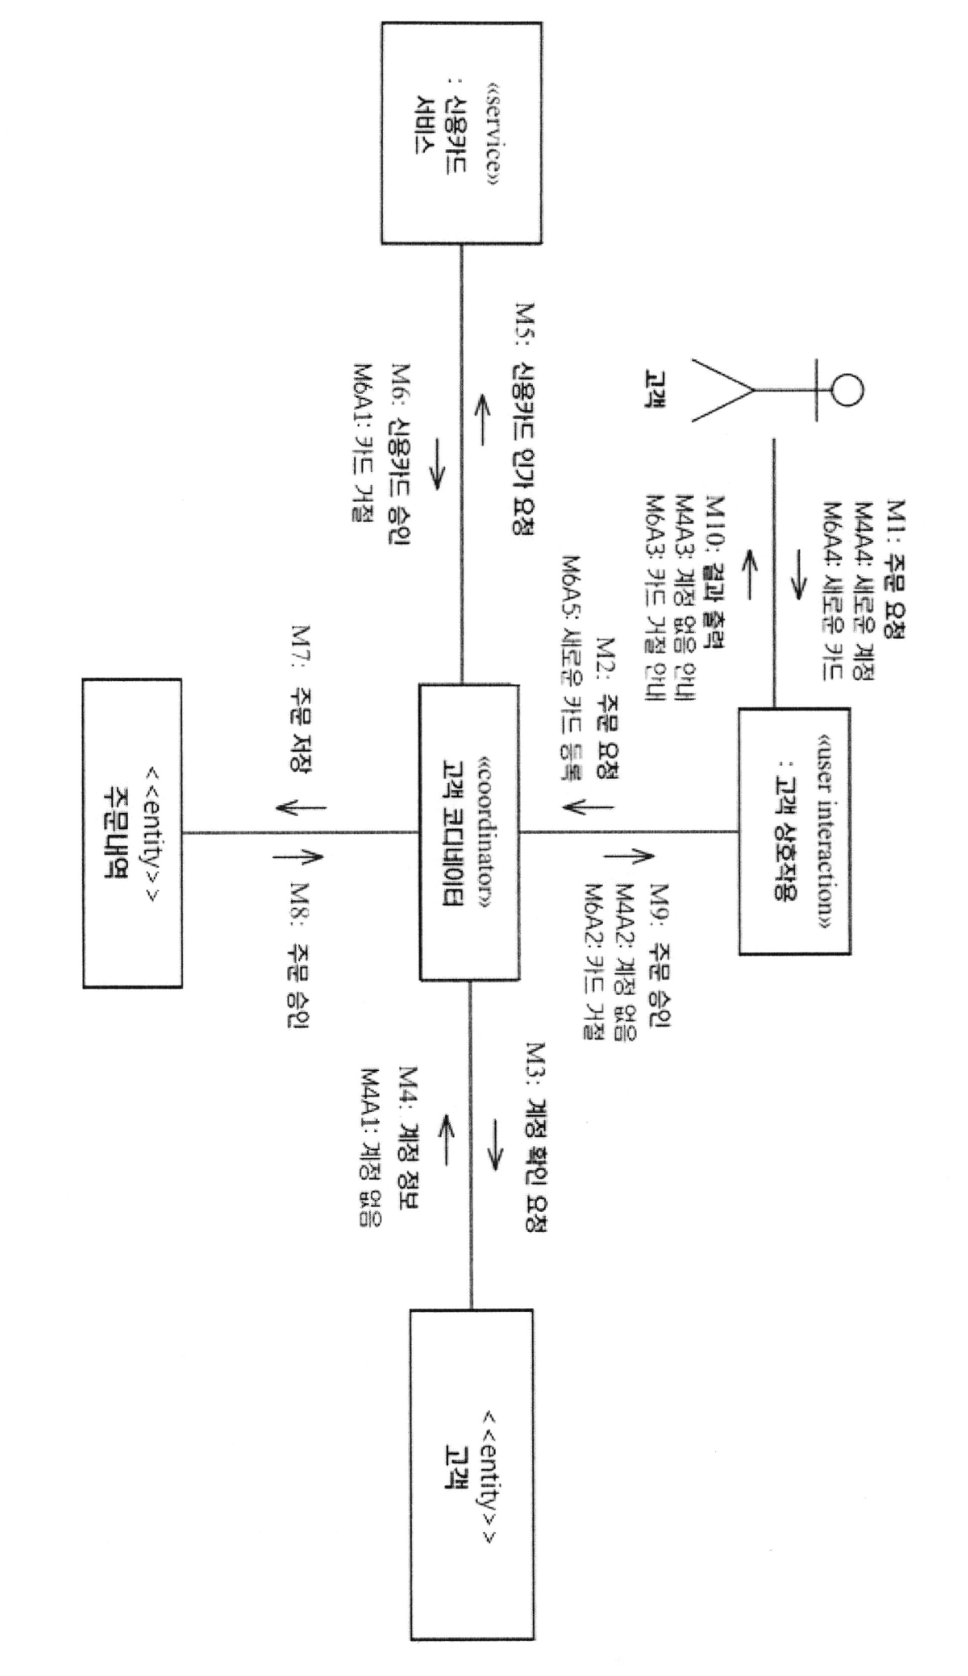 M1: 주문 요청
M4A4: 새로운 계정
M6A4: 새로운 카드
M10: 결과 출력
M4A3: 계정 없음 안내
M6A3: 카드 거절 안내
고객
«user interaction»
: 고객 상호작용
M2: 주문 요청
M6A5: 새로운 카드 등록
M9: 주문 승인
M4A2: 계정 없음
M6A2: 카드 거절
«service»
: 신용카드
서비스
M5: 신용카드 인가 요청
M6: 신용카드 승인
M6A1: 카드 거절
«coordinator»
고객 코디네이터
M3: 계정 확인 요청
M4: 계정 정보
M4A1: 계정 없음
< <entity> >
고객
M7: 주문 저장
M8: 주문 승인
< <entity> >
주문내역